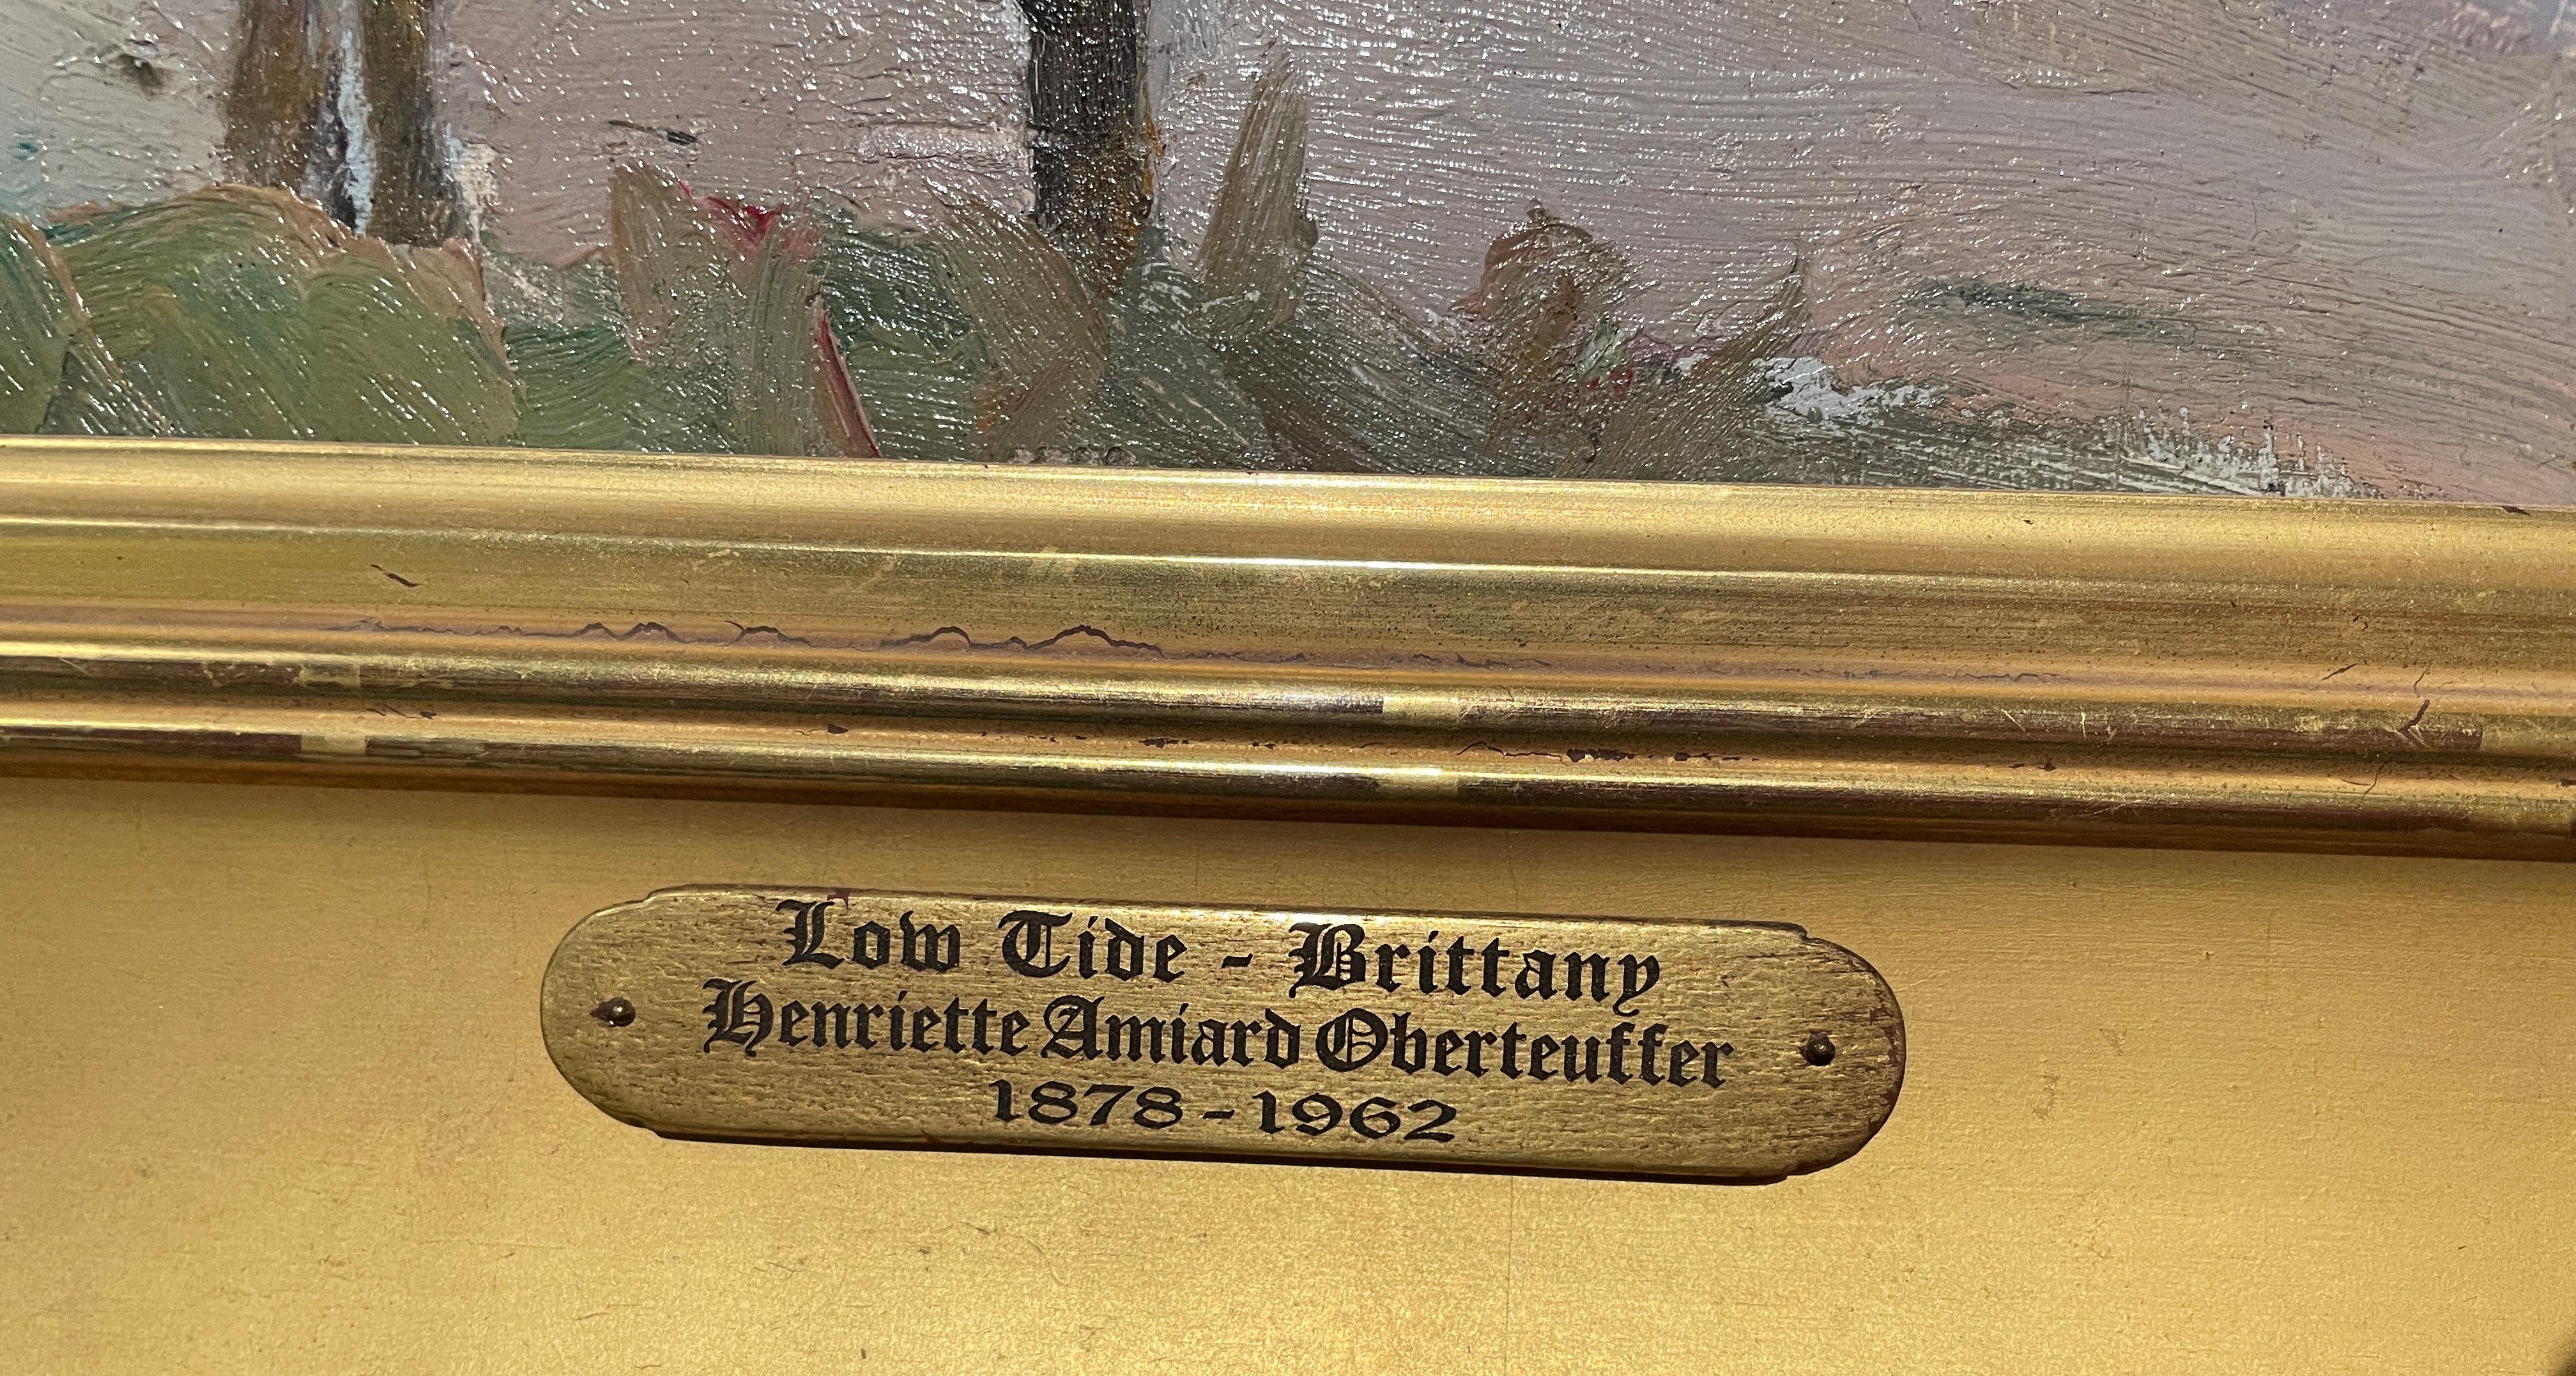 Low Tide - Brittany
Henriette Amiard Oberteuffer
1878 - 1962